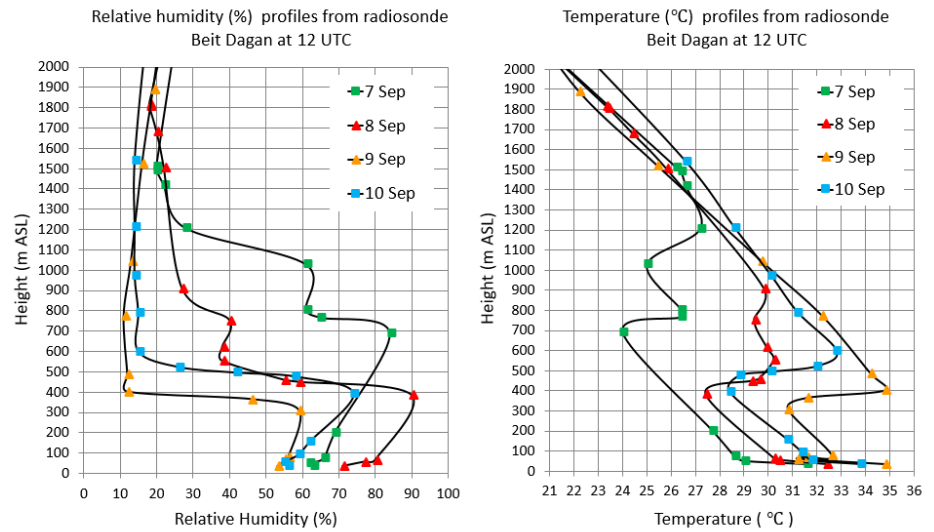 Relative humidity (%) profiles from radiosonde
Beit Dagan at 12 UTC
2000
1900
1800
1700
1600
1500
1400
1300
1200
1100
1000
900
800
700
600
500
400
300
200
100
0
Height (m ASL)
7 Sep
8 Sep
9 Sep
10 Sep
0 10 20 30 40 50 60 70 80 90 100
Relative Humidity (%)
Temperature (°C) profiles from radiosonde
Beit Dagan at 12 UTC
2000
1900
1800
1700
1600
1500
1400
1300
1200
1100
1000
900
800
700
600
500
400
300
200
100
0
Height (m ASL)
7 Sep
8 Sep
9 Sep
10 Sep
21 22 23 24 25 26 27 28 29 30 31 32 33 34 35 36
Temperature ( °C )